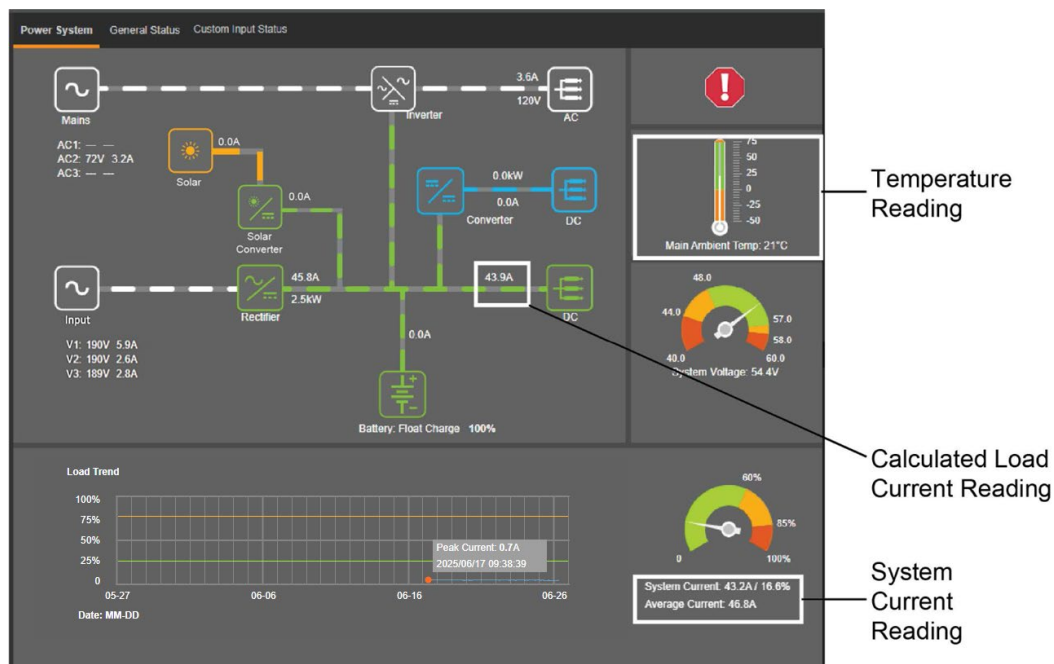 Power System General Status Custom Input Status
3.6A
120V
Mains
Inverter
AC
AC1: — —
AC2: 72V 3.2A
AC3: — —
0.0A
Solar
0.0A
Solar
Converter
0.0kW
0.0A
Converter
DC
45.8A
2.5kW
43.9A
Input
Rectifier
DC
V1: 190V 5.9A
V2: 190V 2.6A
V3: 189V 2.8A
0.0A
Battery: Float Charge 100%
75
50
25
0
-25
-50
Main Ambient Temp: 21°C
Temperature
Reading
48.0
44.0
57.0
58.0
40.0
60.0
System Voltage: 54.4V
Calculated Load
Current Reading
Load Trend
100%
75%
50%
25%
0
Peak Current: 0.7A
2025/06/17 09:38:39
05-27 06-06 06-16 06-26
Date: MM-DD
60%
85%
0
100%
System Current: 43.2A / 16.6%
Average Current: 46.8A
System
Current
Reading